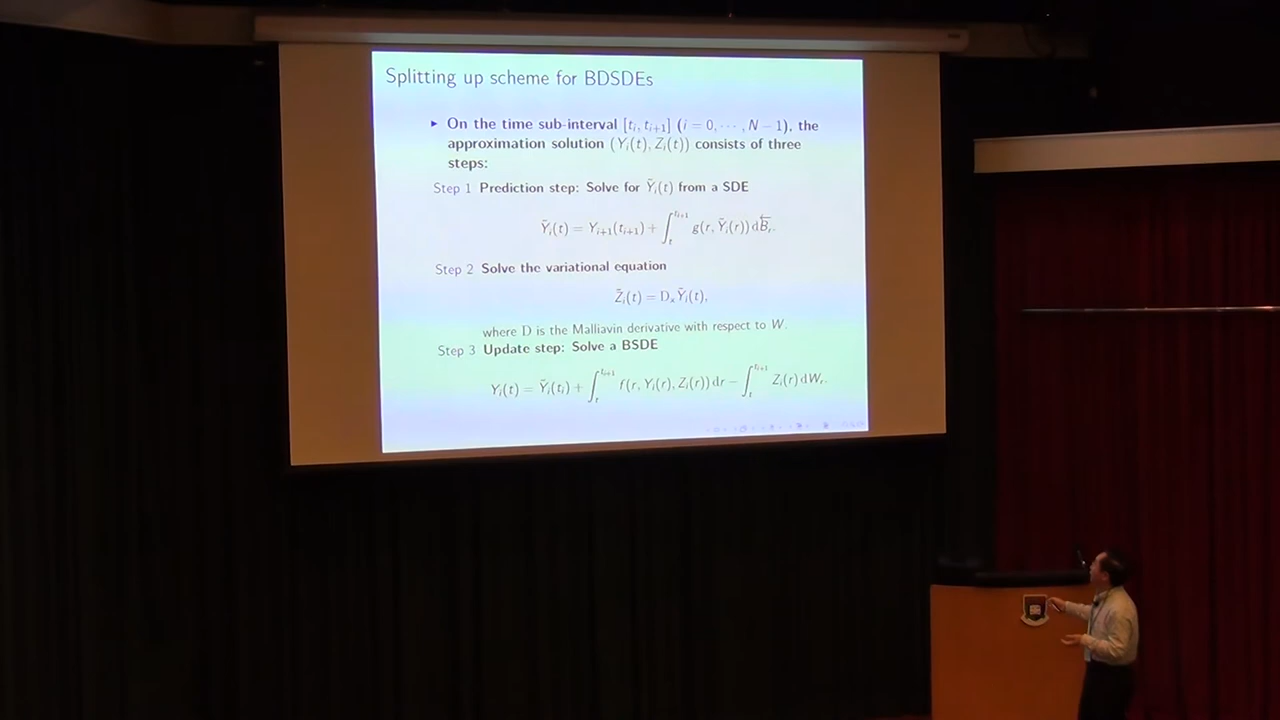 Splitting up scheme for BDSDEs
▸ On the time sub-interval [t_i, t_{i+1}] (i = 0, ⋯ , N − 1), the
approximation solution (Y_i(t), Z_i(t)) consists of three
steps:
Step 1 Prediction step: Solve for Ỹ_i(t) from a SDE
Ỹ_i(t) = Y_{i+1}(t_{i+1}) + ∫_t^{t_{i+1}} g(r, Ỹ_i(r)) dB⃖_r.
Step 2 Solve the variational equation
Z̃_i(t) = D_x Ỹ_i(t),
where D is the Malliavin derivative with respect to W.
Step 3 Update step: Solve a BSDE
Y_i(t) = Ỹ_i(t_i) + ∫_t^{t_{i+1}} f(r, Y_i(r), Z_i(r)) dr − ∫_t^{t_{i+1}} Z_i(r) dW_r.